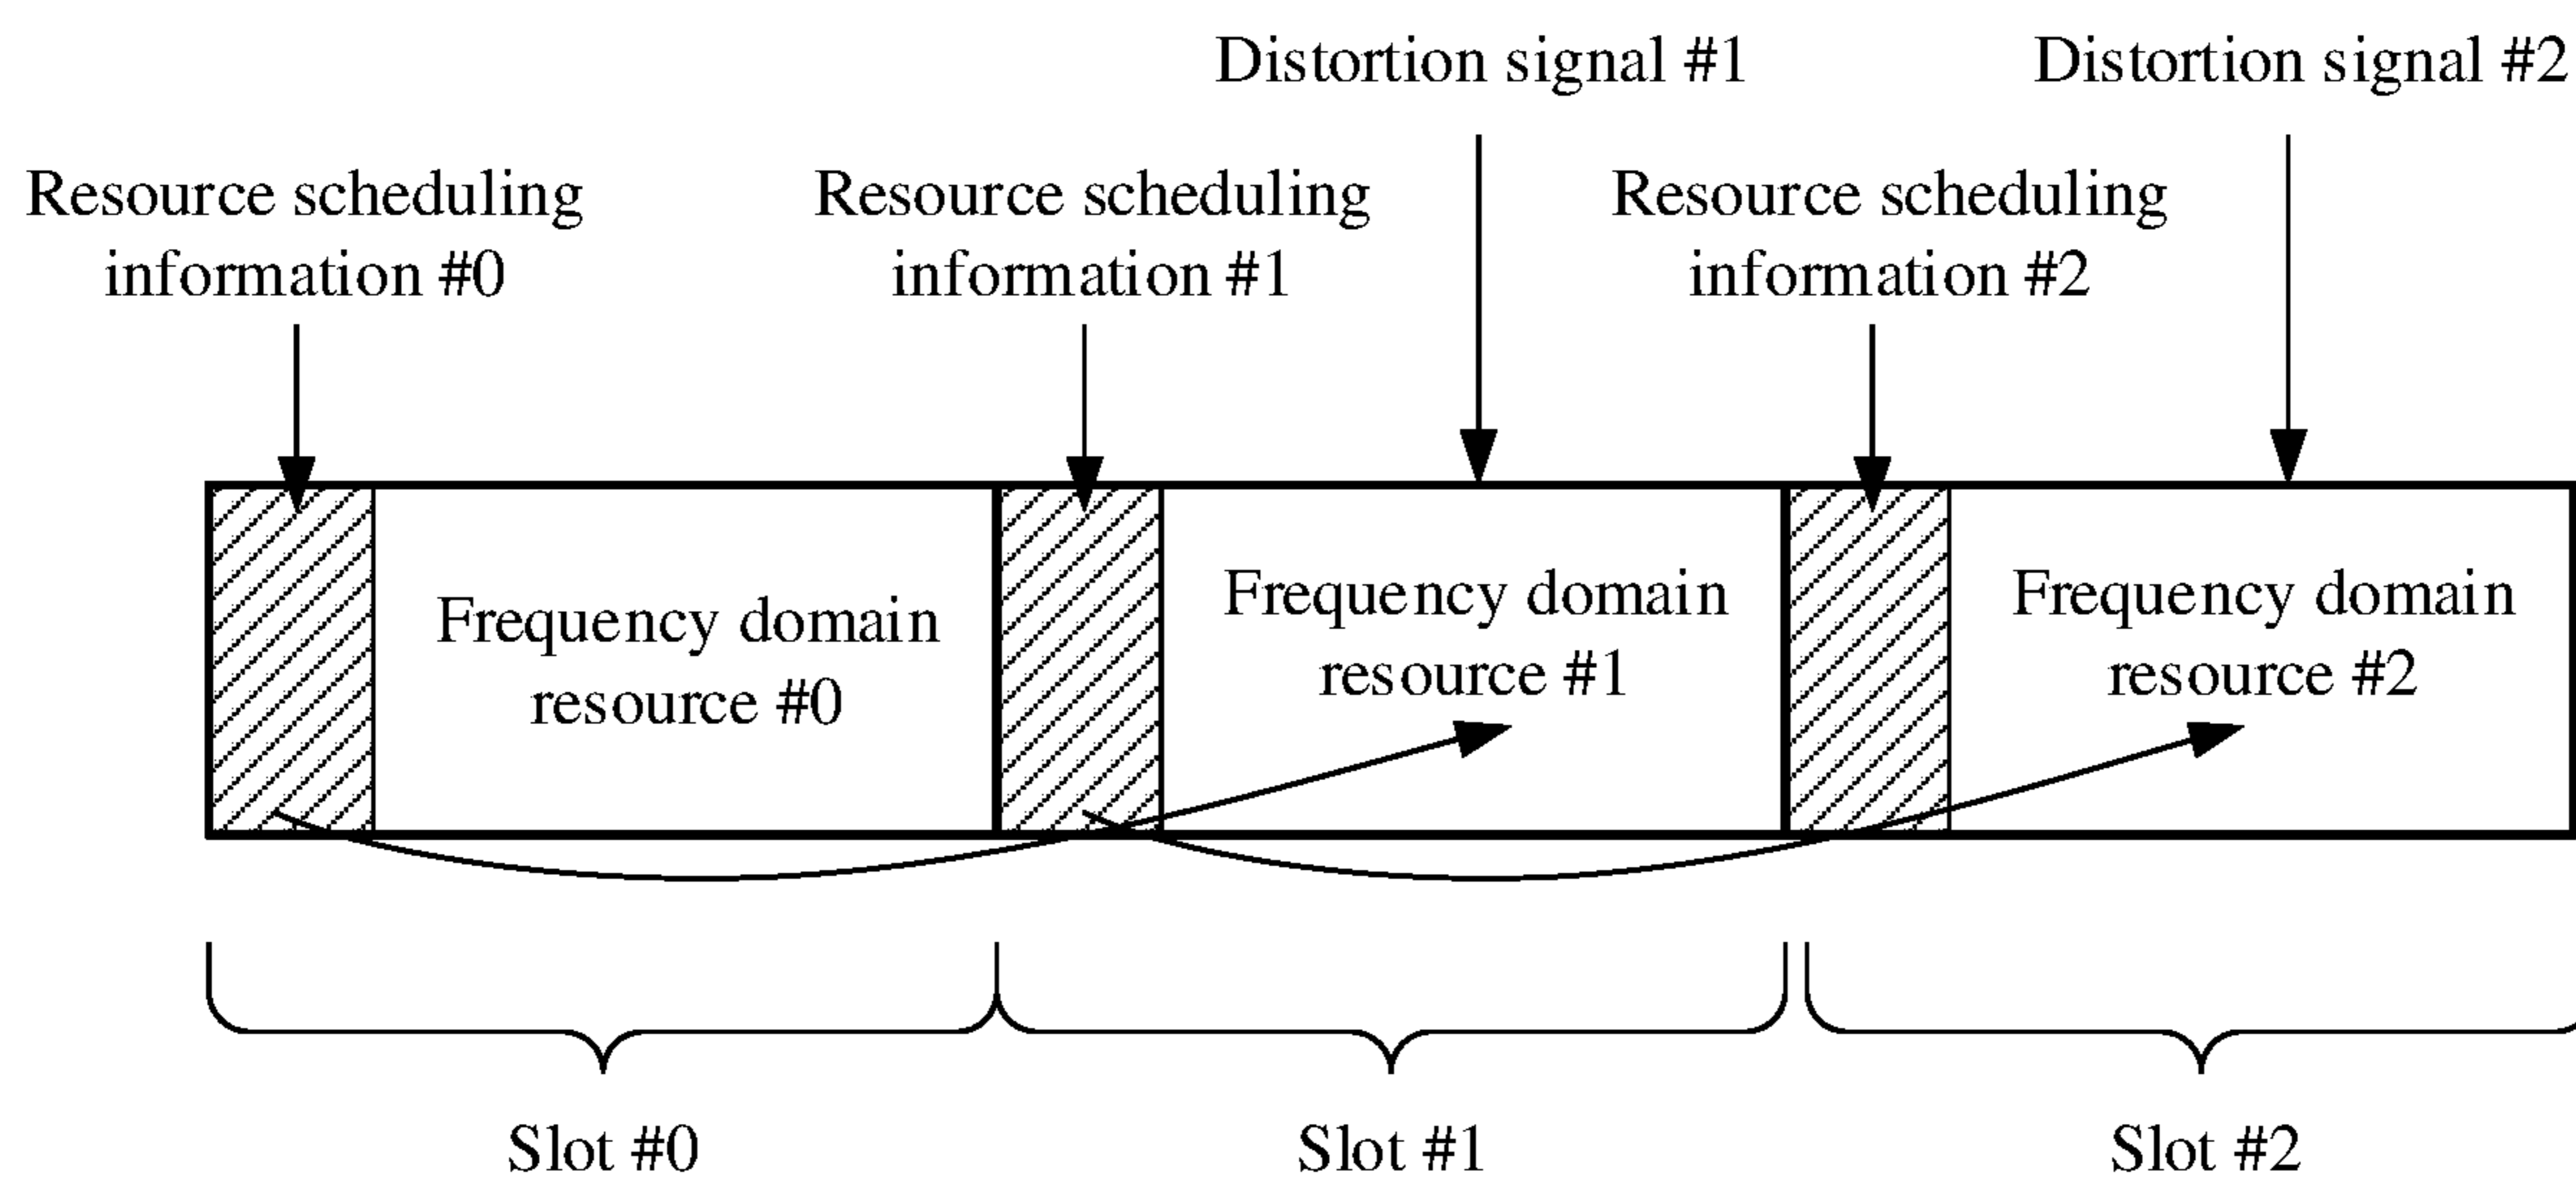 Distortion signal #1
Distortion signal #2
Resource scheduling
information #0
Resource scheduling
information #1
Resource scheduling
information #2
Frequency domain
resource #0
Frequency domain
resource #1
Frequency domain
resource #2
Slot #0
Slot #1
Slot #2